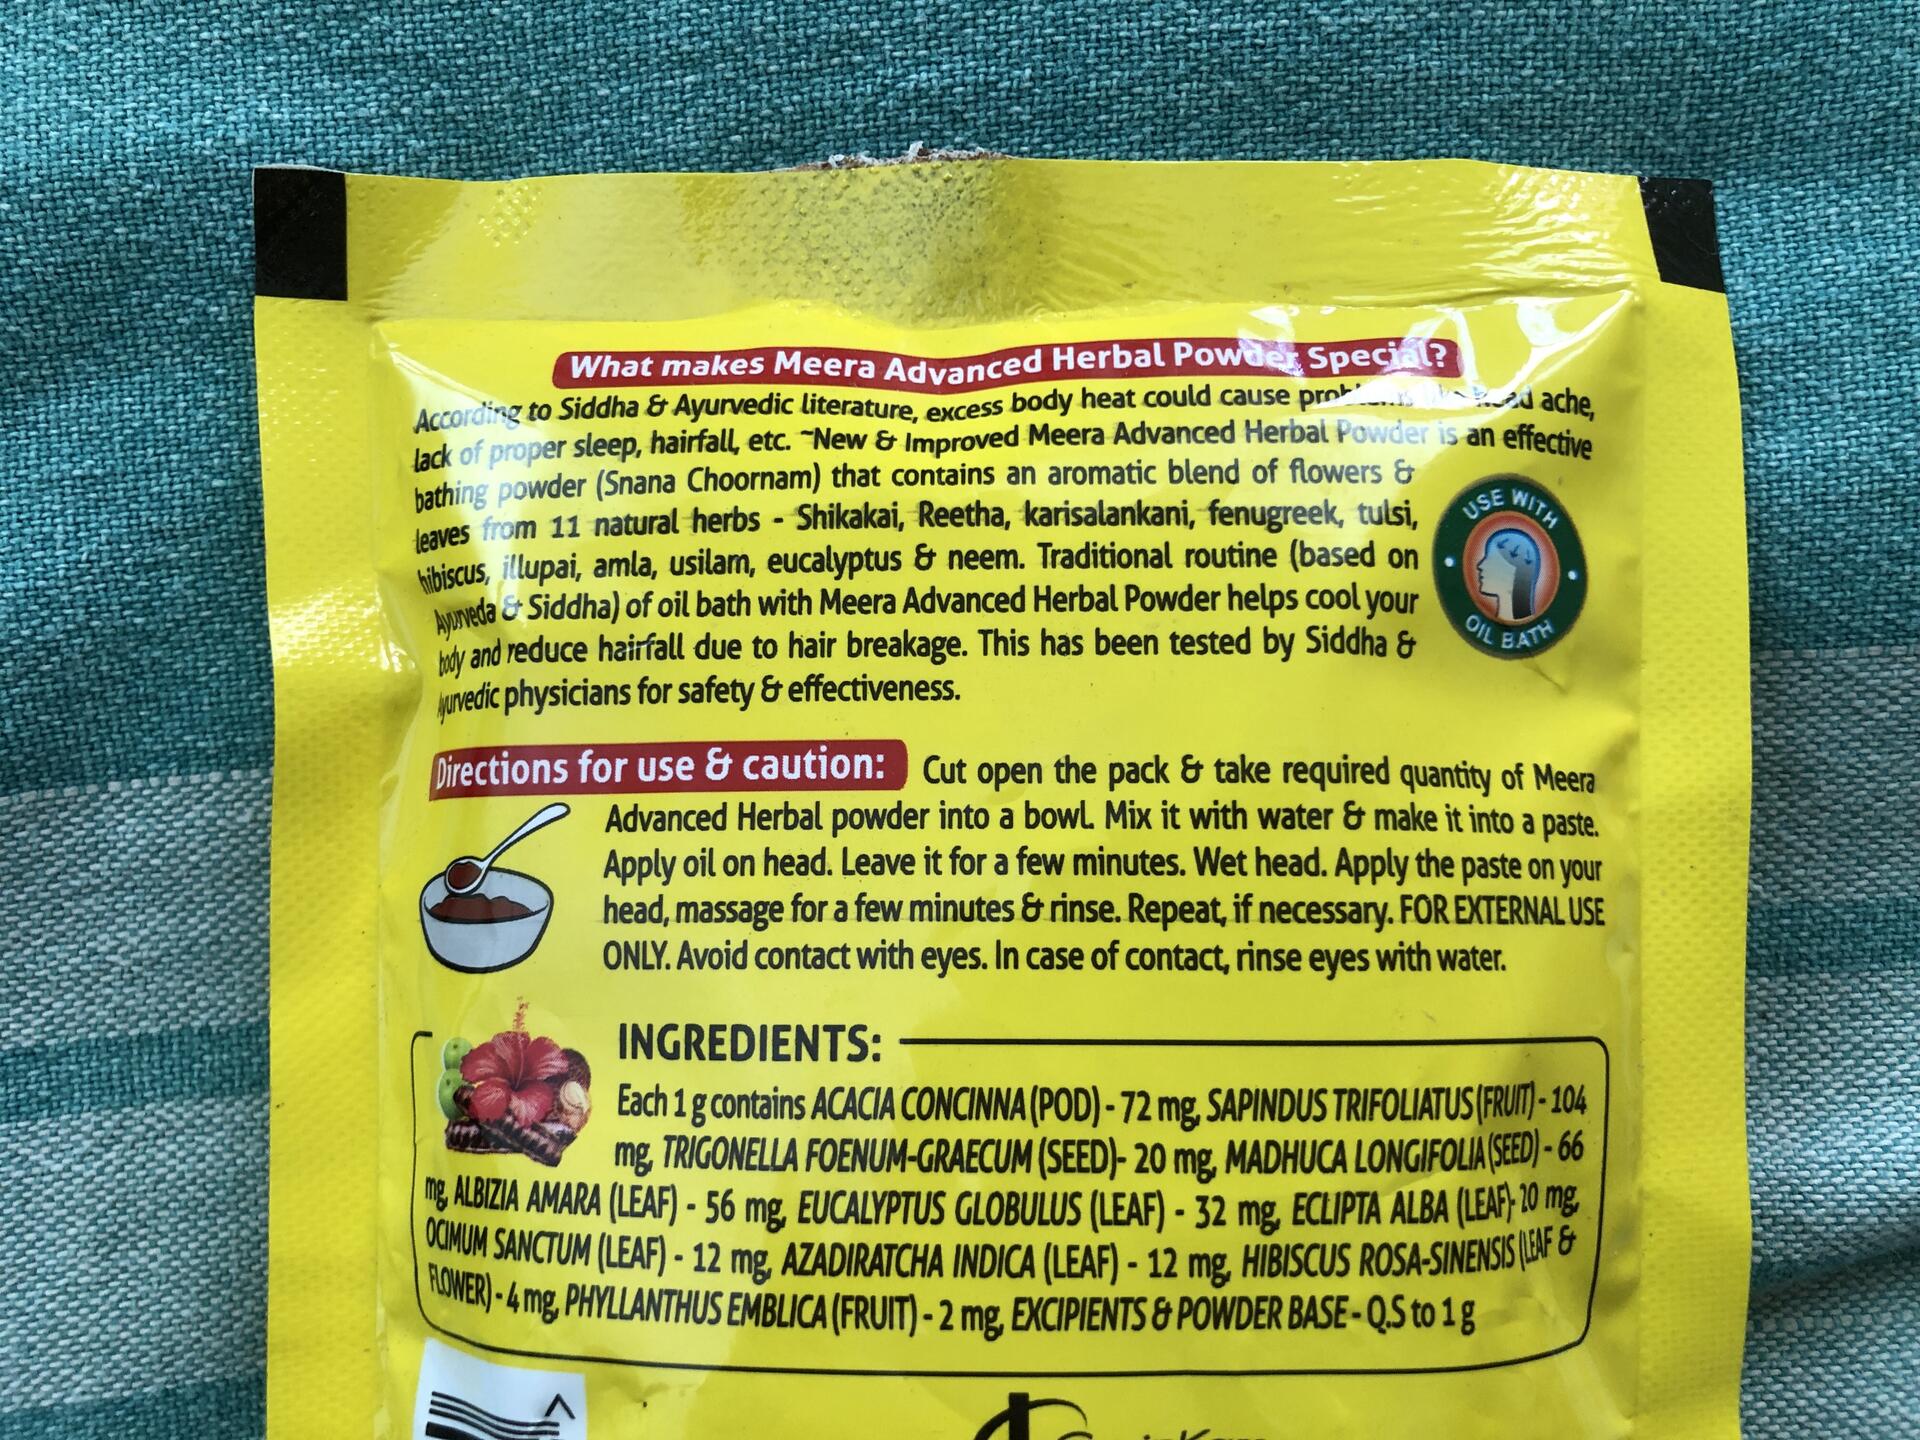 What makes Meera Advanced Herbal Powder Special?
According to Siddha & Ayurvedic literature, excess body heat could cause head ache,
lack of proper sleep, hairfall, etc. ~New & Improved Meera Advanced Herbal Powder is an effective
bathing powder (Snana Choornam) that contains an aromatic blend of flowers &
leaves from 11 natural herbs - Shikakai, Reetha, karisalankani, fenugreek, tulsi,
hibiscus, illupai, amla, usilam, eucalyptus & neem. Traditional routine (based on
Ayurveda & Siddha) of oil bath with Meera Advanced Herbal Powder helps cool your
body and reduce hairfall due to hair breakage. This has been tested by Siddha &
Ayurvedic physicians for safety & effectiveness.
USE WITH
OIL BATH
Directions for use & caution: Cut open the pack & take required quantity of Meera
Advanced Herbal powder into a bowl. Mix it with water & make it into a paste.
Apply oil on head. Leave it for a few minutes. Wet head. Apply the paste on your
head, massage for a few minutes & rinse. Repeat, if necessary. FOR EXTERNAL USE
ONLY. Avoid contact with eyes. In case of contact, rinse eyes with water.
INGREDIENTS:
Each 1 g contains ACACIA CONCINNA (POD) - 72 mg, SAPINDUS TRIFOLIATUS (FRUIT) - 104
mg, TRIGONELLA FOENUM-GRAECUM (SEED)- 20 mg, MADHUCA LONGIFOLIA (SEED) - 66
mg, ALBIZIA AMARA (LEAF) - 56 mg, EUCALYPTUS GLOBULUS (LEAF) - 32 mg, ECLIPTA ALBA (LEAF)- 20 mg,
OCIMUM SANCTUM (LEAF) - 12 mg, AZADIRATCHA INDICA (LEAF) - 12 mg, HIBISCUS ROSA-SINENSIS (LEAF &
FLOWER) - 4 mg, PHYLLANTHUS EMBLICA (FRUIT) - 2 mg, EXCIPIENTS & POWDER BASE - Q.S to 1 g